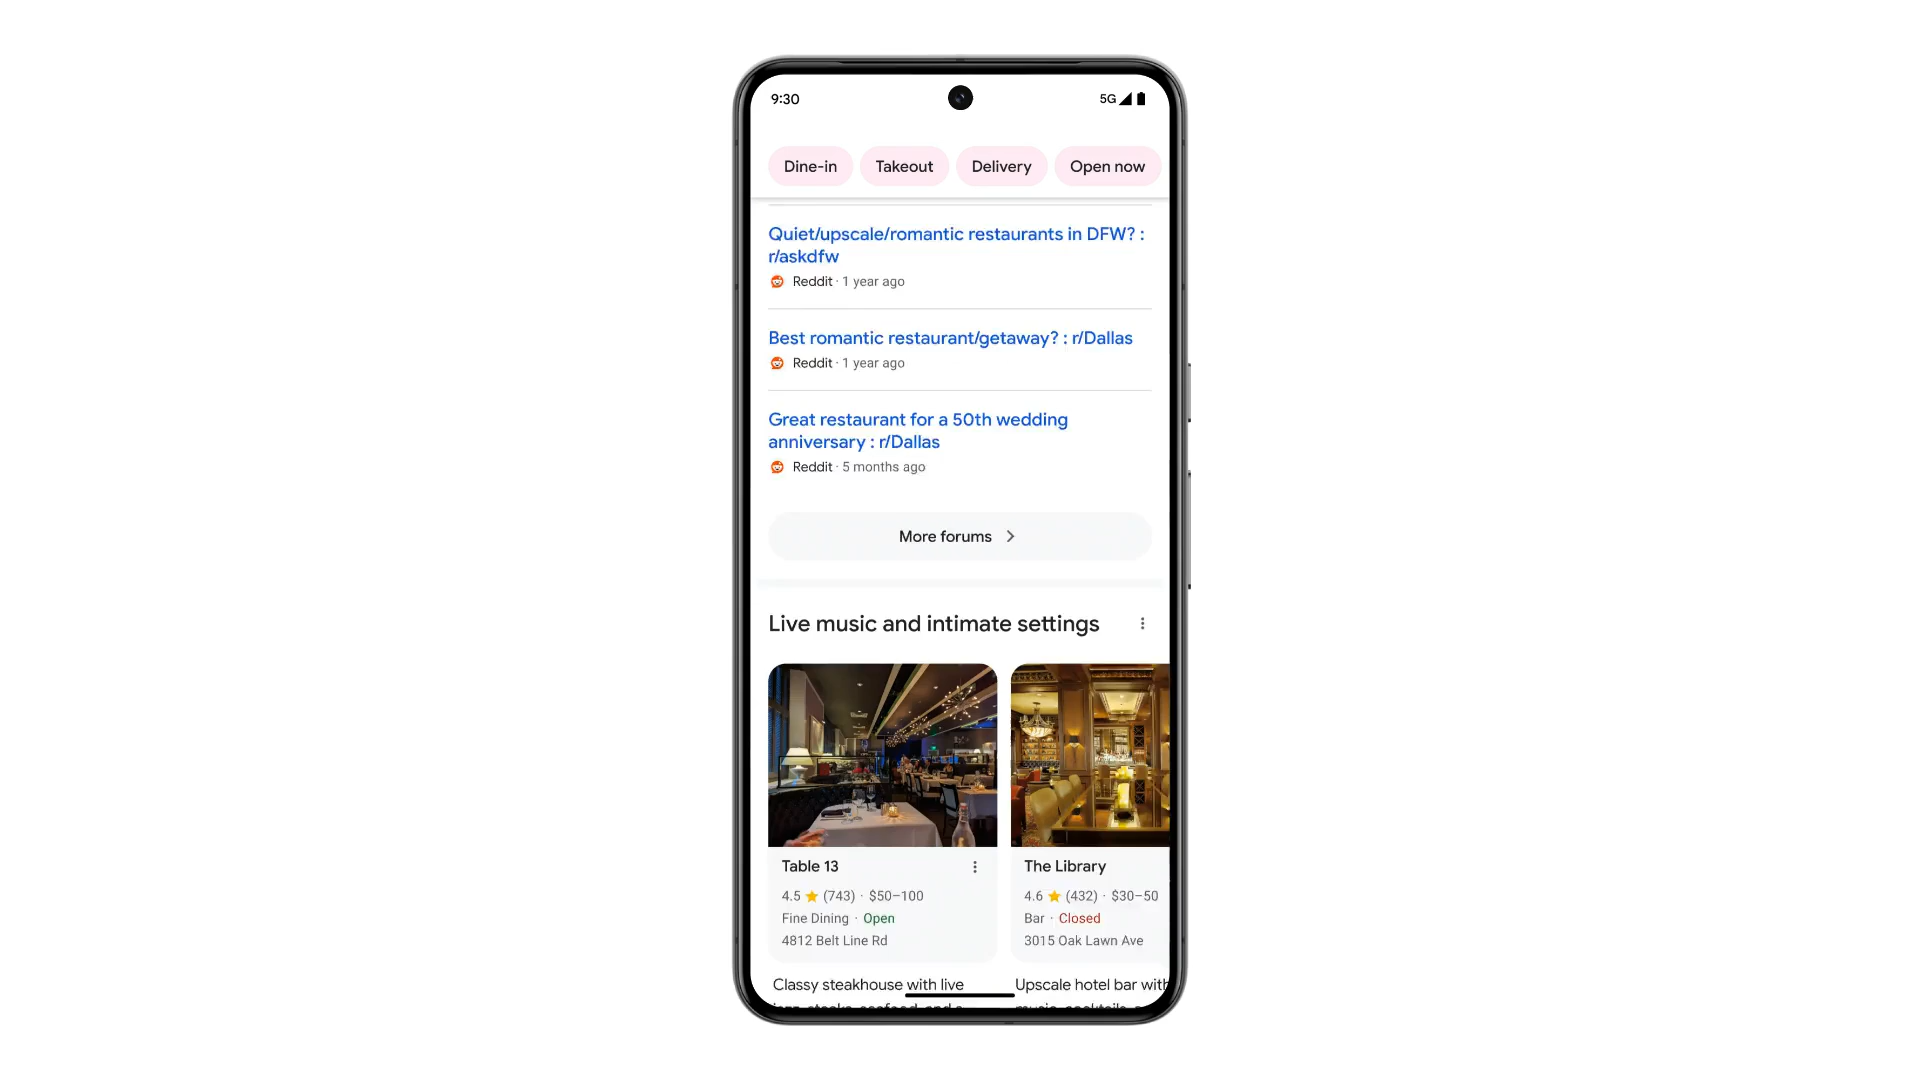 9:30
5G
Dine-in Takeout Delivery Open now
Quiet/upscale/romantic restaurants in DFW? :
r/askdfw
Reddit · 1 year ago
Best romantic restaurant/getaway? : r/Dallas
Reddit · 1 year ago
Great restaurant for a 50th wedding
anniversary : r/Dallas
Reddit · 5 months ago
More forums
Live music and intimate settings
Table 13
4.5 (743) · $50–100
Fine Dining · Open
4812 Belt Line Rd
Classy steakhouse with live
The Library
4.6 (432) · $30–50
Bar · Closed
3015 Oak Lawn Ave
Upscale hotel bar with